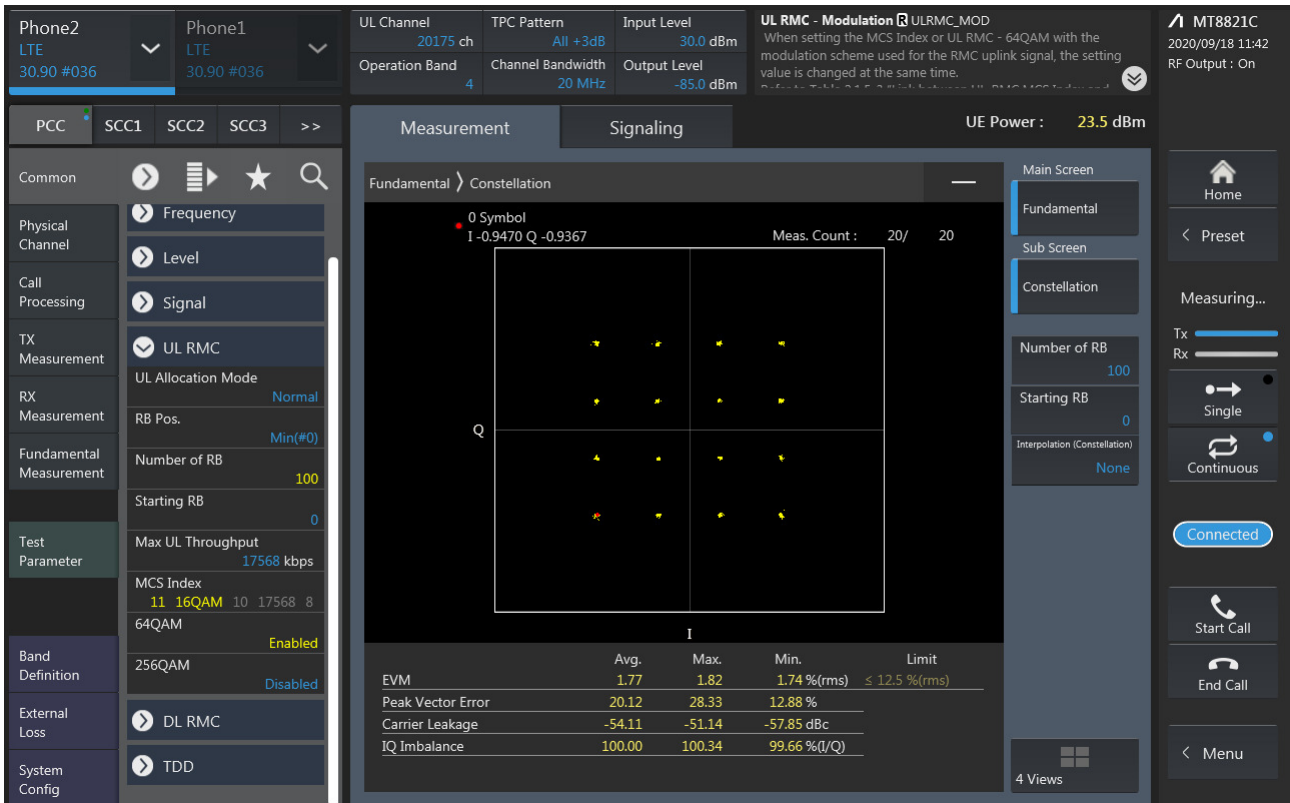 Phone2
LTE
30.90 #036
Phone1
LTE
30.90 #036
UL Channel
20175 ch
Operation Band
4
TPC Pattern
All +3dB
Channel Bandwidth
20 MHz
Input Level
30.0 dBm
Output Level
-85.0 dBm
UL RMC - Modulation R ULRMC_MOD
When setting the MCS Index or UL RMC - 64QAM with the
modulation scheme used for the RMC uplink signal, the setting
value is changed at the same time.
MT8821C
2020/09/18 11:42
RF Output : On
PCC SCC1 SCC2 SCC3 >>
Measurement
Signaling
UE Power : 23.5 dBm
Common
Physical
Channel
Call
Processing
TX
Measurement
RX
Measurement
Fundamental
Measurement
Test
Parameter
Band
Definition
External
Loss
System
Config
Frequency
Level
Signal
UL RMC
UL Allocation Mode
Normal
RB Pos.
Min(#0)
Number of RB
100
Starting RB
0
Max UL Throughput
17568 kbps
MCS Index
11 16QAM 10 17568 8
64QAM
Enabled
256QAM
Disabled
DL RMC
TDD
Fundamental 〉 Constellation
0 Symbol
I -0.9470 Q -0.9367
Meas. Count : 20/ 20
Q
I
Avg. Max. Min. Limit
EVM 1.77 1.82 1.74 %(rms) ≤ 12.5 %(rms)
Peak Vector Error 20.12 28.33 12.88 %
Carrier Leakage -54.11 -51.14 -57.85 dBc
IQ Imbalance 100.00 100.34 99.66 %(I/Q)
Main Screen
Fundamental
Sub Screen
Constellation
Number of RB
100
Starting RB
0
Interpolation (Constellation)
None
4 Views
Home
< Preset
Measuring...
Tx
Rx
Single
Continuous
Connected
Start Call
End Call
< Menu